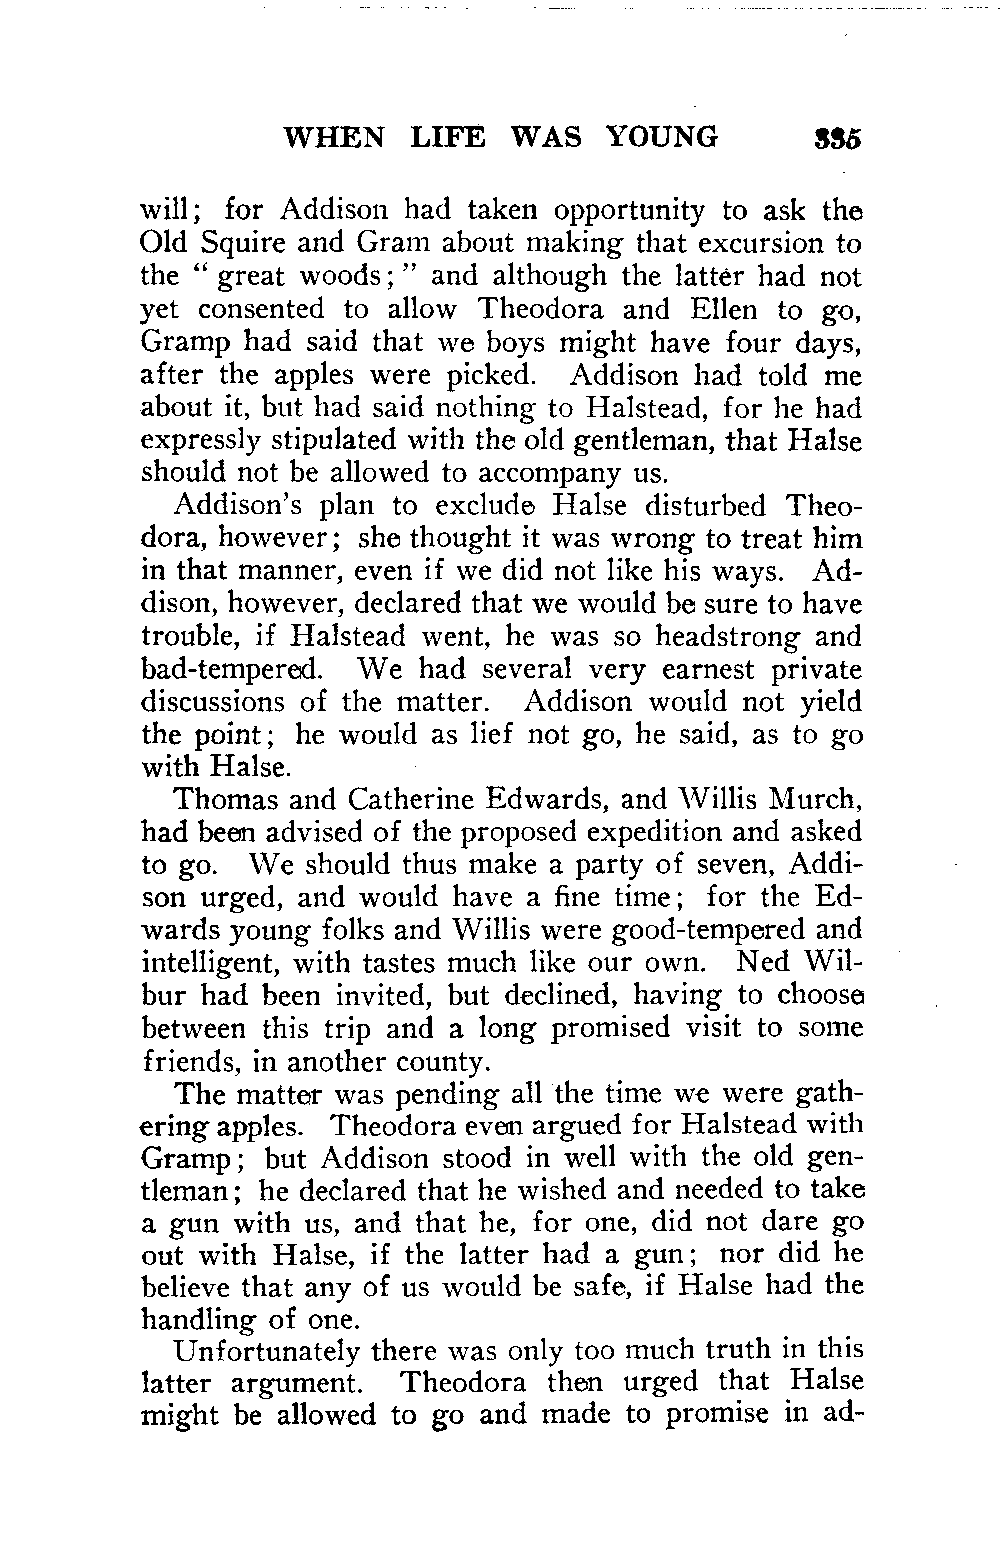 WHEN LIFE WAS YOUNG 335
will; for Addison had taken opportunity to ask the
Old Squire and Gram about making that excursion to
the " great woods; " and although the latter had not
yet consented to allow Theodora and Ellen to go,
Gramp had said that we boys might have four days,
after the apples were picked. Addison had told me
about it, but had said nothing to Halstead, for he had
expressly stipulated with the old gentleman, that Halse
should not be allowed to accompany us.
Addison's plan to exclude Halse disturbed Theo-
dora, however; she thought it was wrong to treat him
in that manner, even if we did not like his ways. Ad-
dison, however, declared that we would be sure to have
trouble, if Halstead went, he was so headstrong and
bad-tempered. We had several very earnest private
discussions of the matter. Addison would not yield
the point; he would as lief not go, he said, as to go
with Halse.
Thomas and Catherine Edwards, and Willis Murch,
had been advised of the proposed expedition and asked
to go. We should thus make a party of seven, Addi-
son urged, and would have a fine time; for the Ed-
wards young folks and Willis were good-tempered and
intelligent, with tastes much like our own. Ned Wil-
bur had been invited, but declined, having to choose
between this trip and a long promised visit to some
friends, in another county.
The matter was pending all the time we were gath-
ering apples. Theodora even argued for Halstead with
Gramp; but Addison stood in well with the old gen-
tleman; he declared that he wished and needed to take
a gun with us, and that he, for one, did not dare go
out with Halse, if the latter had a gun; nor did he
believe that any of us would be safe, if Halse had the
handling of one.
Unfortunately there was only too much truth in this
latter argument. Theodora then urged that Halse
might be allowed to go and made to promise in ad-